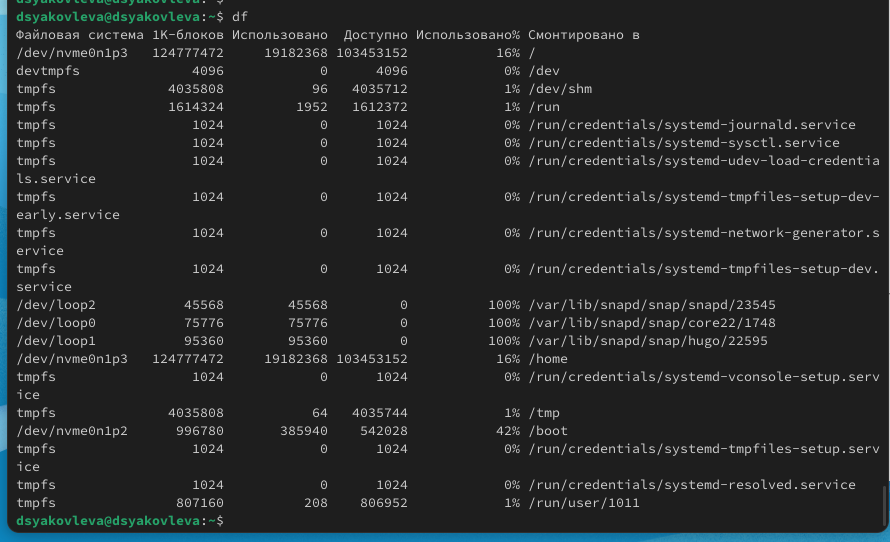 dsyakovleva@dsyakovleva:~$ df
Файловая система 1K-блоков Использовано  Доступно Использовано% Смонтировано в
/dev/nvme0n1p3   124777472     19182368 103453152           16% /
devtmpfs              4096            0      4096            0% /dev
tmpfs              4035808           96   4035712            1% /dev/shm
tmpfs              1614324         1952   1612372            1% /run
tmpfs                 1024            0      1024            0% /run/credentials/systemd-journald.service
tmpfs                 1024            0      1024            0% /run/credentials/systemd-sysctl.service
tmpfs                 1024            0      1024            0% /run/credentials/systemd-udev-load-credentia
ls.service
tmpfs                 1024            0      1024            0% /run/credentials/systemd-tmpfiles-setup-dev-
early.service
tmpfs                 1024            0      1024            0% /run/credentials/systemd-network-generator.s
ervice
tmpfs                 1024            0      1024            0% /run/credentials/systemd-tmpfiles-setup-dev.
service
/dev/loop2           45568        45568         0          100% /var/lib/snapd/snap/snapd/23545
/dev/loop0           75776        75776         0          100% /var/lib/snapd/snap/core22/1748
/dev/loop1           95360        95360         0          100% /var/lib/snapd/snap/hugo/22595
/dev/nvme0n1p3   124777472     19182368 103453152           16% /home
tmpfs                 1024            0      1024            0% /run/credentials/systemd-vconsole-setup.serv
ice
tmpfs              4035808           64   4035744            1% /tmp
/dev/nvme0n1p2      996780       385940    542028           42% /boot
tmpfs                 1024            0      1024            0% /run/credentials/systemd-tmpfiles-setup.serv
ice
tmpfs                 1024            0      1024            0% /run/credentials/systemd-resolved.service
tmpfs               807160          208    806952            1% /run/user/1011
dsyakovleva@dsyakovleva:~$